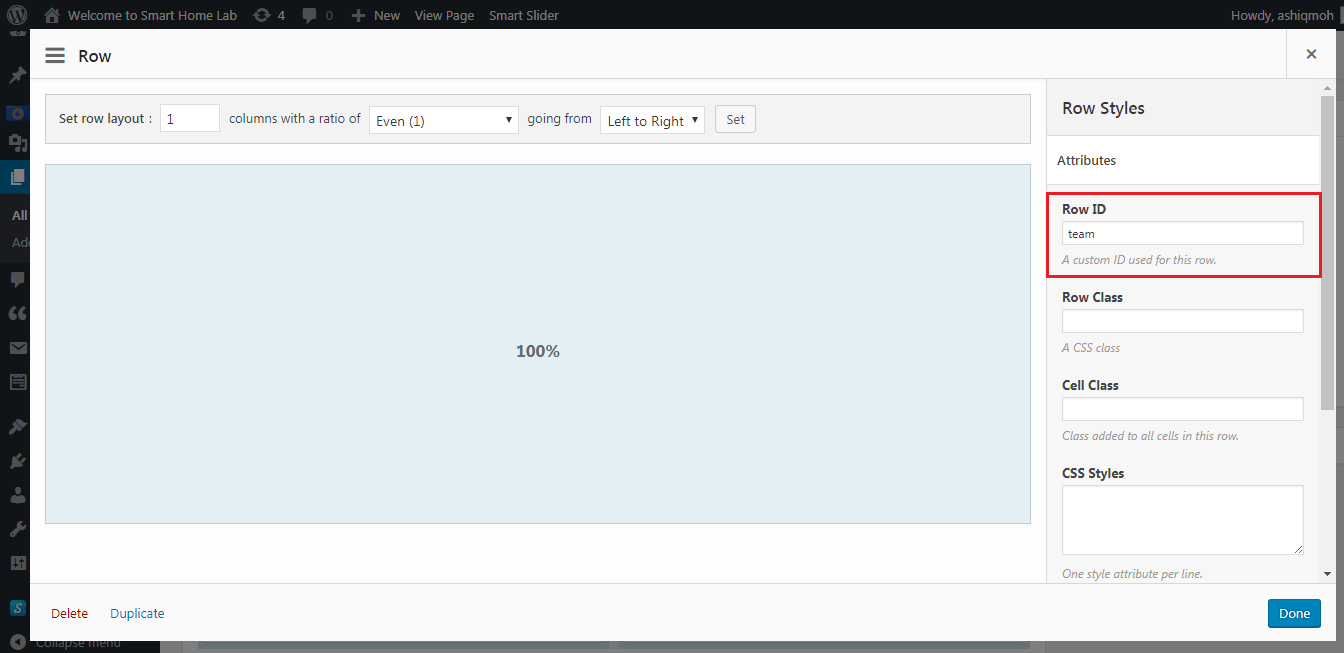 Welcome to Smart Home Lab 4 0 New View Page Smart Slider Howdy, ashiqmoh
Row
Set row layout : 1 columns with a ratio of Even (1) going from Left to Right Set
100%
Row Styles
Attributes
Row ID
team
A custom ID used for this row.
Row Class
A CSS class
Cell Class
Class added to all cells in this row.
CSS Styles
One style attribute per line.
All
Add
Delete Duplicate Done
Collapse menu